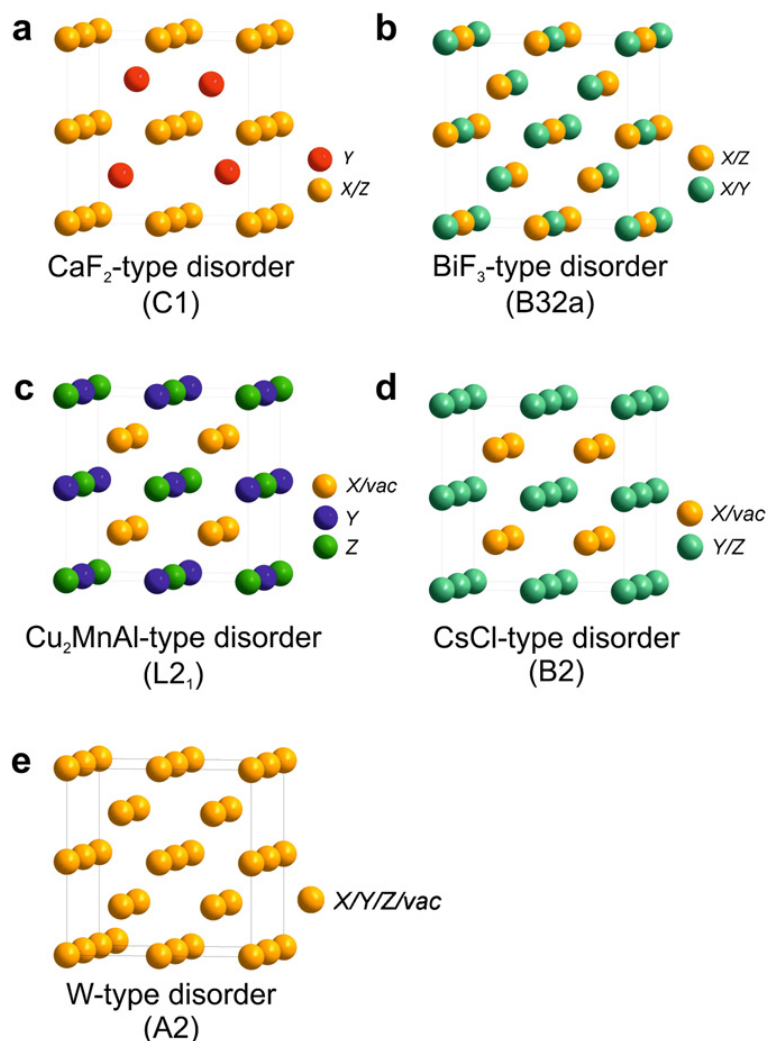 a
Y
X/Z
CaF₂-type disorder
(C1)
b
X/Z
X/Y
BiF₃-type disorder
(B32a)
c
X/vac
Y
Z
Cu₂MnAl-type disorder
(L2₁)
d
X/vac
Y/Z
CsCl-type disorder
(B2)
e
X/Y/Z/vac
W-type disorder
(A2)